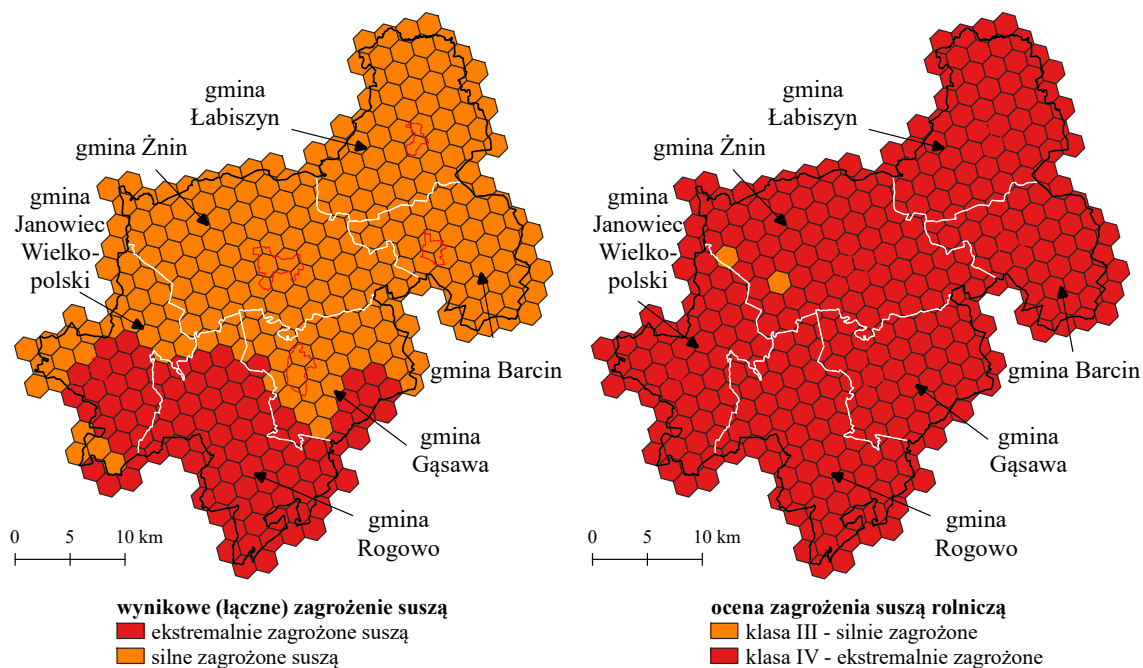 gmina
Łabiszyn
gmina Żnin
gmina
Janowiec
Wielko-
polski
gmina Barcin
gmina
Gąsawa
gmina
Rogowo
0 5 10 km
wynikowe (łączne) zagrożenie suszą
ekstremalnie zagrożone suszą
silne zagrożone suszą
gmina
Łabiszyn
gmina Żnin
gmina
Janowiec
Wielko-
polski
gmina Barcin
gmina
Gąsawa
gmina
Rogowo
0 5 10 km
ocena zagrożenia suszą rolniczą
klasa III - silnie zagrożone
klasa IV - ekstremalnie zagrożone